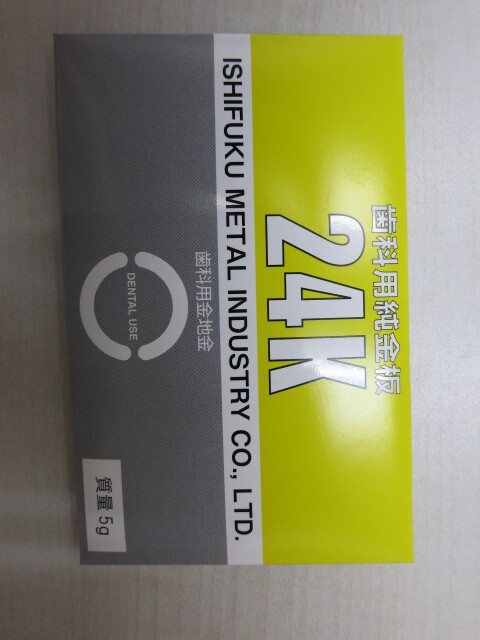 歯科用純金板
24K
ISHIFUKU METAL INDUSTRY CO., LTD.
歯科用金地金
DENTAL USE
質量 5g